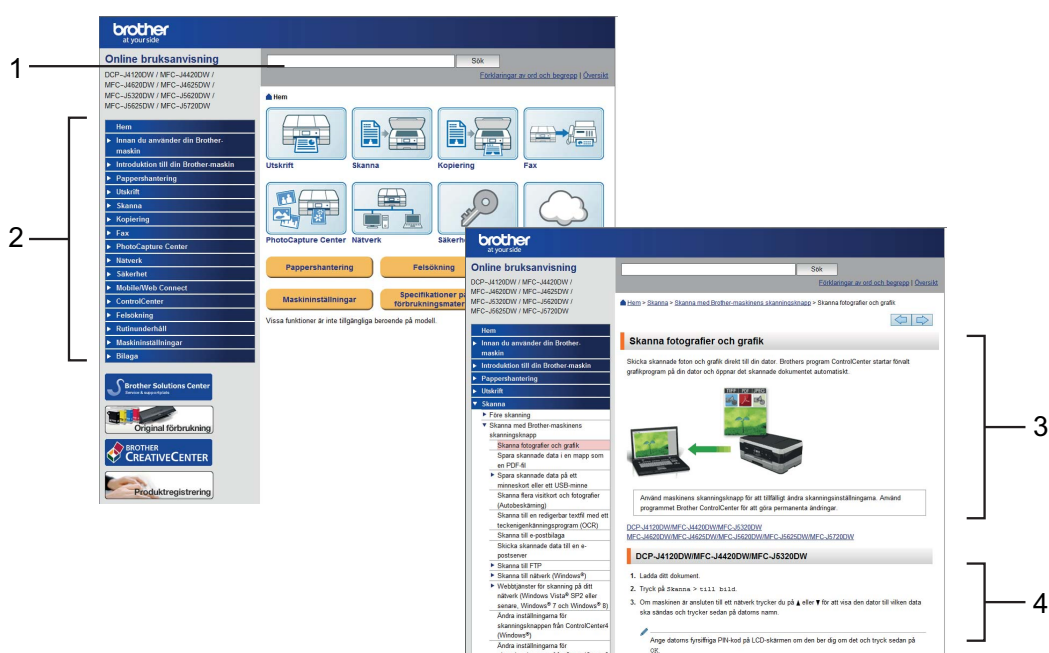 brother
at your side
Online bruksanvisning
DCP-J4120DW / MFC-J4420DW /
MFC-J4620DW / MFC-J4625DW /
MFC-J5320DW / MFC-J5620DW /
MFC-J5625DW / MFC-J5720DW
Sök
Förklaringar av ord och begrepp | Översikt
1
2
Hem
Innan du använder din Brother-
maskin
Introduktion till din Brother-maskin
Pappershantering
Utskrift
Skanna
Kopiering
Fax
PhotoCapture Center
Nätverk
Säkerhet
Mobile/Web Connect
ControlCenter
Felsökning
Rutinunderhåll
Maskininställningar
Bilaga
Brother Solutions Center
Service & supportplats
Original förbrukning
BROTHER
CREATIVECENTER
Produktregistrering
Hem
Utskrift
Skanna
Kopiering
Fax
PhotoCapture Center
Nätverk
Säkerh
Pappershantering
Felsökning
Maskininställningar
Specifikationer p
förbrukningsmater
Vissa funktioner är inte tillgängliga beroende på modell.
brother
at your side
Online bruksanvisning
DCP-J4120DW / MFC-J4420DW /
MFC-J4620DW / MFC-J4625DW /
MFC-J5320DW / MFC-J5620DW /
MFC-J5625DW / MFC-J5720DW
Sök
Förklaringar av ord och begrepp | Översikt
Hem
Innan du använder din Brother-
maskin
Introduktion till din Brother-maskin
Pappershantering
Utskrift
Skanna
Före skanning
Skanna med Brother-maskinens
skanningsknapp
Skanna fotografier och grafik
Spara skannade data i en mapp som
en PDF-fil
Spara skannade data på ett
minneskort eller ett USB-minne
Skanna flera visitkort och fotografier
(Autobeskärning)
Skanna till en redigerbar textfil med ett
teckenigenkänningsprogram (OCR)
Skanna till e-postbilaga
Skicka skannade data till en e-
postserver
Skanna till FTP
Skanna till nätverk (Windows®)
Webbtjänster för skanning på ditt
nätverk (Windows Vista® SP2 eller
senare, Windows® 7 och Windows® 8)
Ändra inställningarna för
skanningsknappen från ControlCenter4
(Windows®)
Ändra inställningarna för
Hem > Skanna > Skanna med Brother-maskinens skanningsknapp > Skanna fotografier och grafik
Skanna fotografier och grafik
Skicka skannade foton och grafik direkt till din dator. Brothers program ControlCenter startar förvalt
grafikprogram på din dator och öppnar det skannade dokumentet automatiskt.
TIFF PDF JPEG
Använd maskinens skanningsknapp för att tillfälligt ändra skanningsinställningarna. Använd
programmet Brother ControlCenter för att göra permanenta ändringar.
DCP-J4120DW/MFC-J4420DW/MFC-J5320DW
MFC-J4620DW/MFC-J4625DW/MFC-J5620DW/MFC-J5625DW/MFC-J5720DW
DCP-J4120DW/MFC-J4420DW/MFC-J5320DW
1. Ladda ditt dokument.
2. Tryck på Skanna > till bild.
3. Om maskinen är ansluten till ett nätverk trycker du på ▲ eller ▼ för att visa den dator till vilken data
ska sändas och trycker sedan på datorns namn.
Ange datorns fyrsiffriga PIN-kod på LCD-skärmen om den ber dig om det och tryck sedan på
OK.
3
4